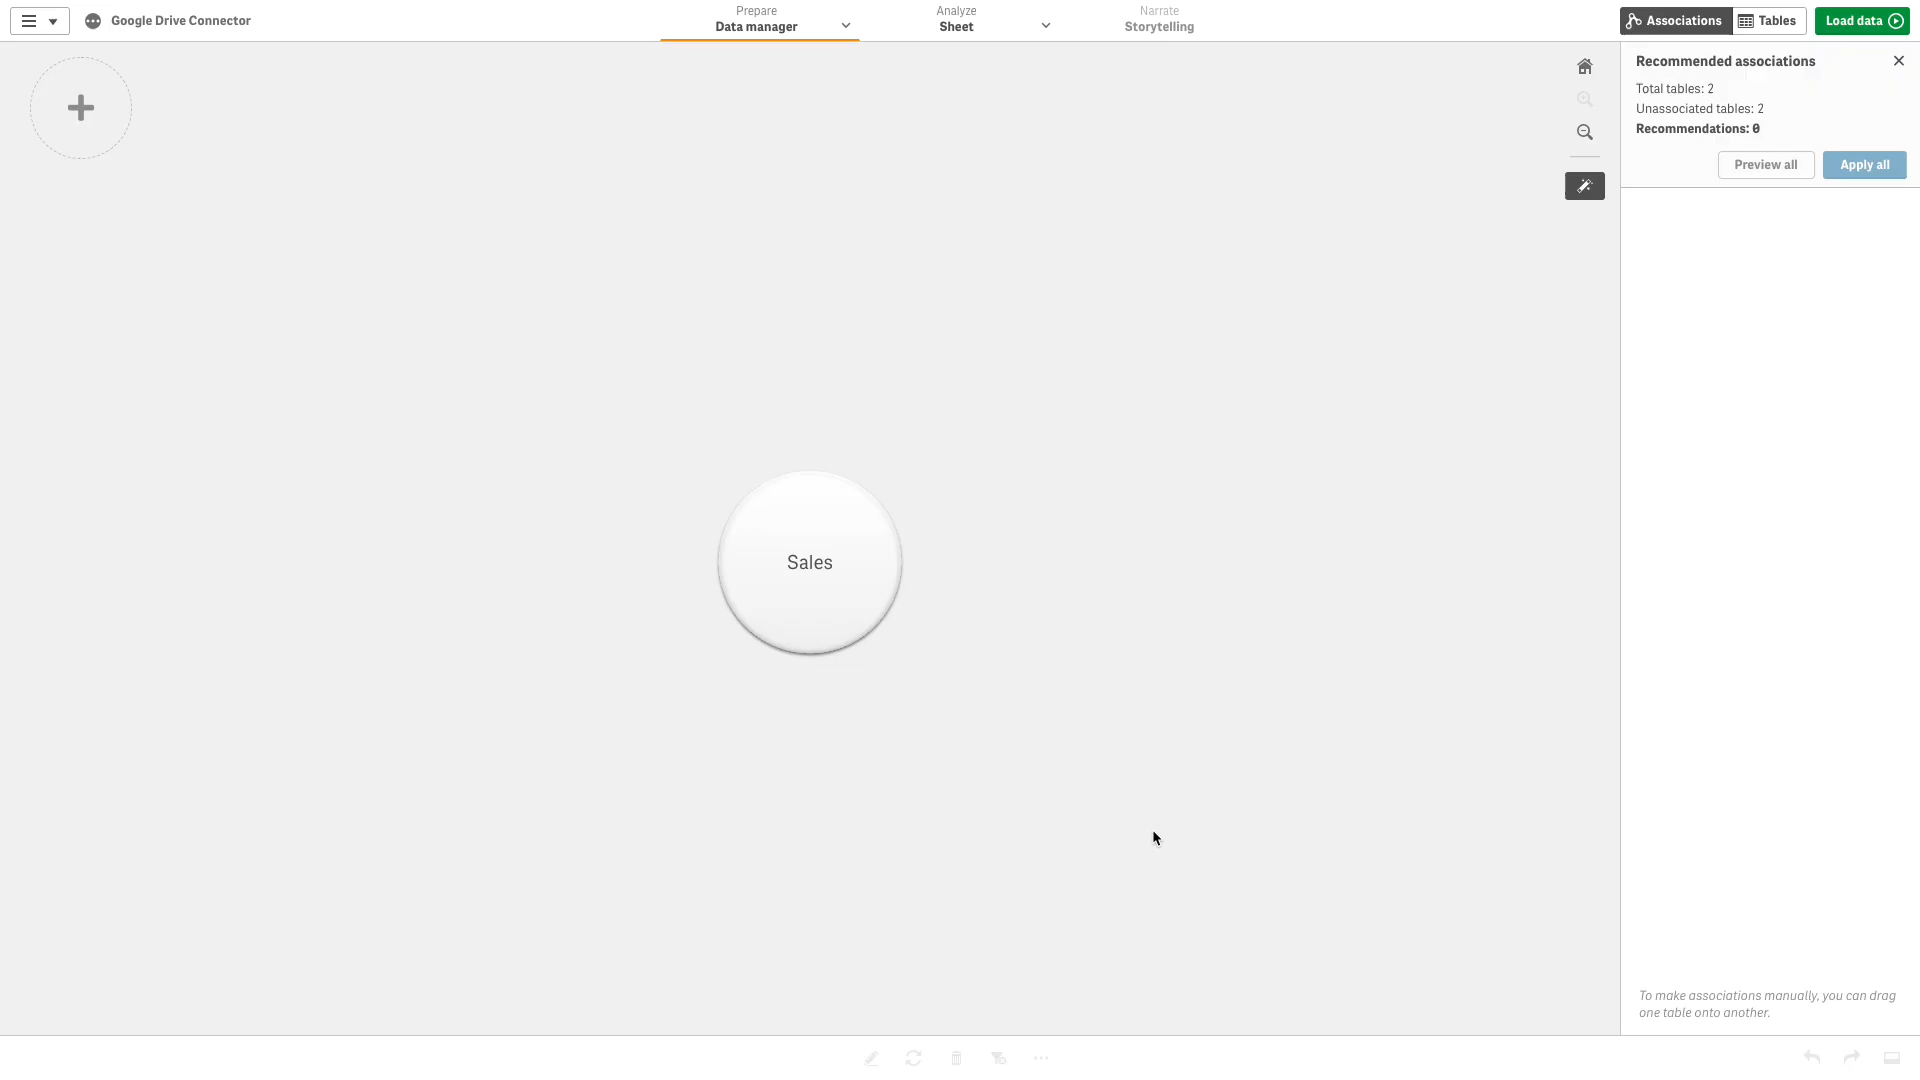 Google Drive Connector
Prepare
Data manager
Analyze
Sheet
Narrate
Storytelling
Associations
Tables
Load data
Recommended associations
Total tables: 2
Unassociated tables: 2
Recommendations: 0
Preview all
Apply all
Sales
To make associations manually, you can drag
one table onto another.